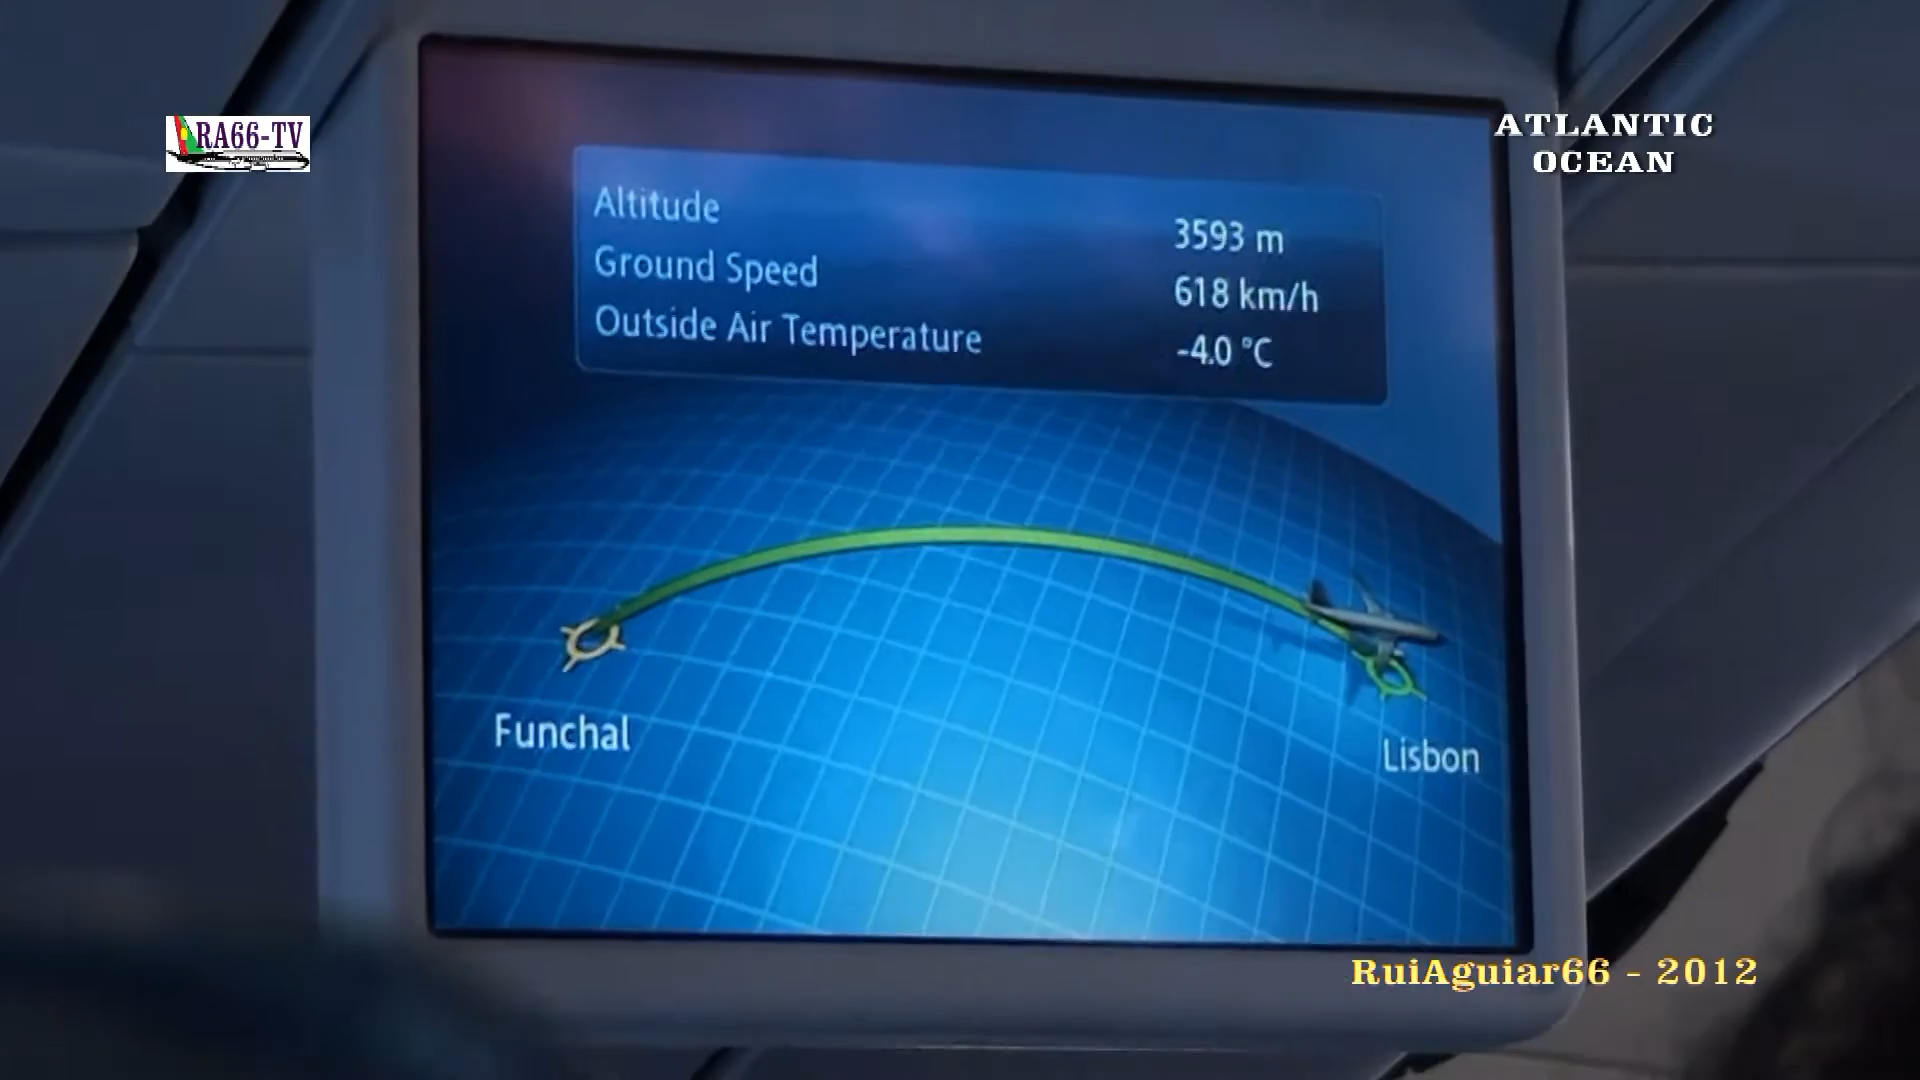 RA66-TV
ATLANTIC
OCEAN
Altitude 3593 m
Ground Speed 618 km/h
Outside Air Temperature -4.0 °C
Funchal
Lisbon
RuiAguiar66 - 2012